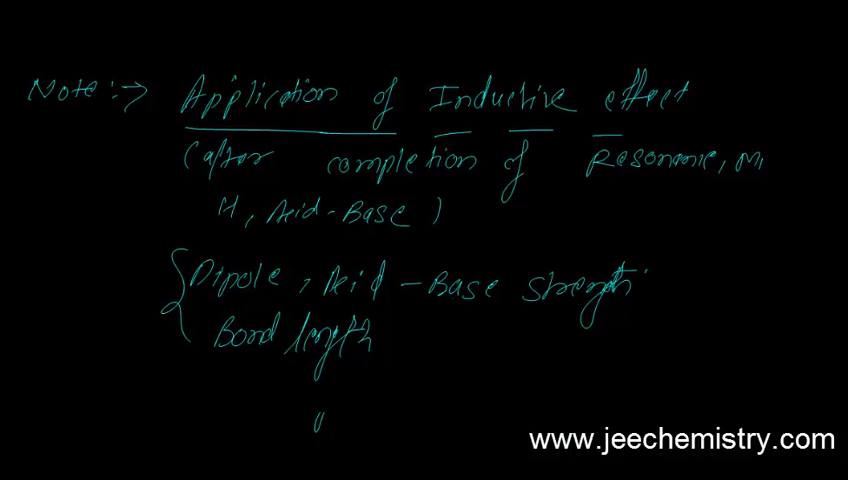 Note:→ Application of Inductive effect
(after completion of Resonance, M,
H, Acid-Base)
Dipole, Acid-Base strength
Bond length
www.jeechemistry.com